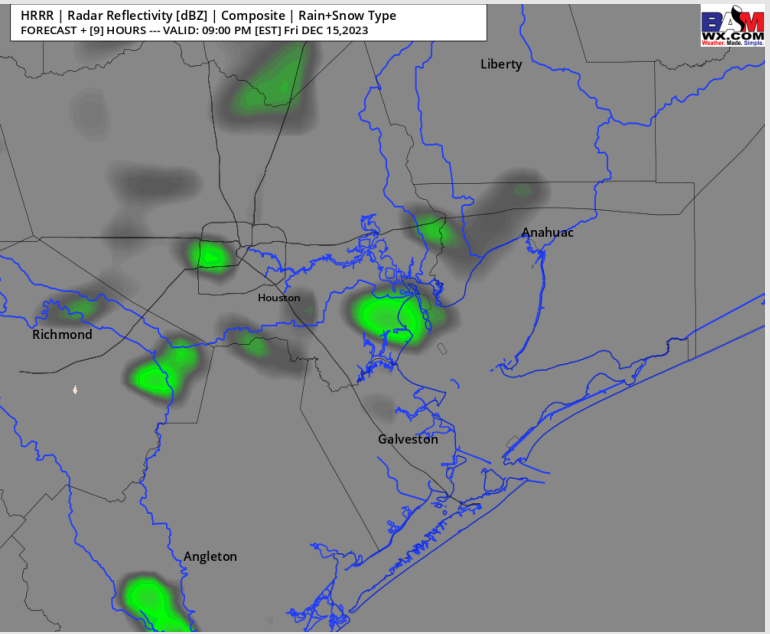 HRRR | Radar Reflectivity [dBZ] | Composite | Rain+Snow Type
FORECAST + [9] HOURS --- VALID: 09:00 PM [EST] Fri DEC 15,2023
BAM
WX.COM
Weather. Made. Simple.
Liberty
Anahuac
Houston
Richmond
Galveston
Angleton